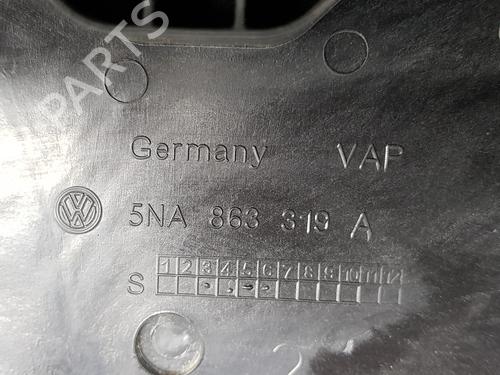 PARTS
Germany VAP
5NA 863 319 A
1 2 3 4 5 6 7 8 9 10 11 12
S